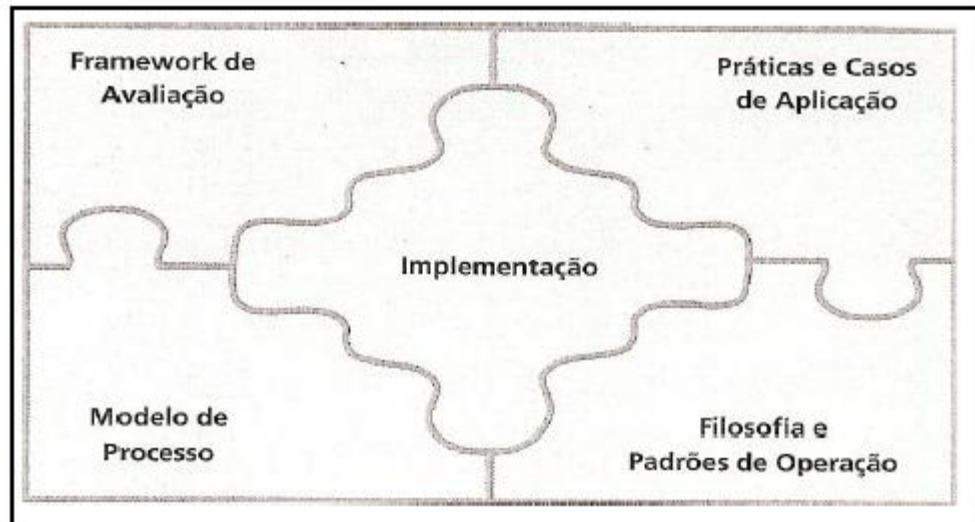 Framework de
Avaliação
Práticas e Casos
de Aplicação
Implementação
Modelo de
Processo
Filosofia e
Padrões de Operação